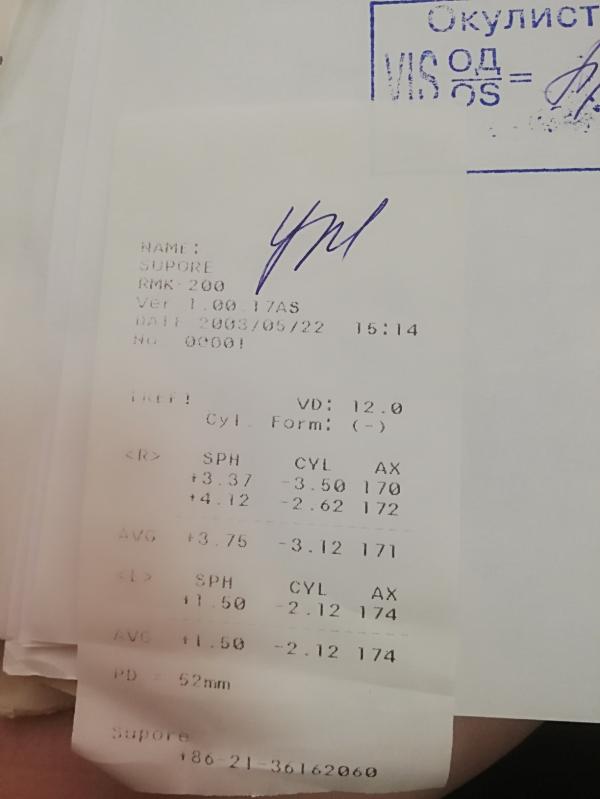 Окулист
VIS ОД =
OS
NAME:
SUPORE
RMK-200
Ver 1.00.17AS
DATE 2003/05/22 15:14
No 00001
VD: 12.0
Cyl. Form: (-)
<R> SPH CYL AX
+3.37 -3.50 170
+4.12 -2.62 172
AVG +3.75 -3.12 171
<L> SPH CYL AX
+1.50 -2.12 174
AVG +1.50 -2.12 174
PD = 52mm
Supore
+86-21-36162060